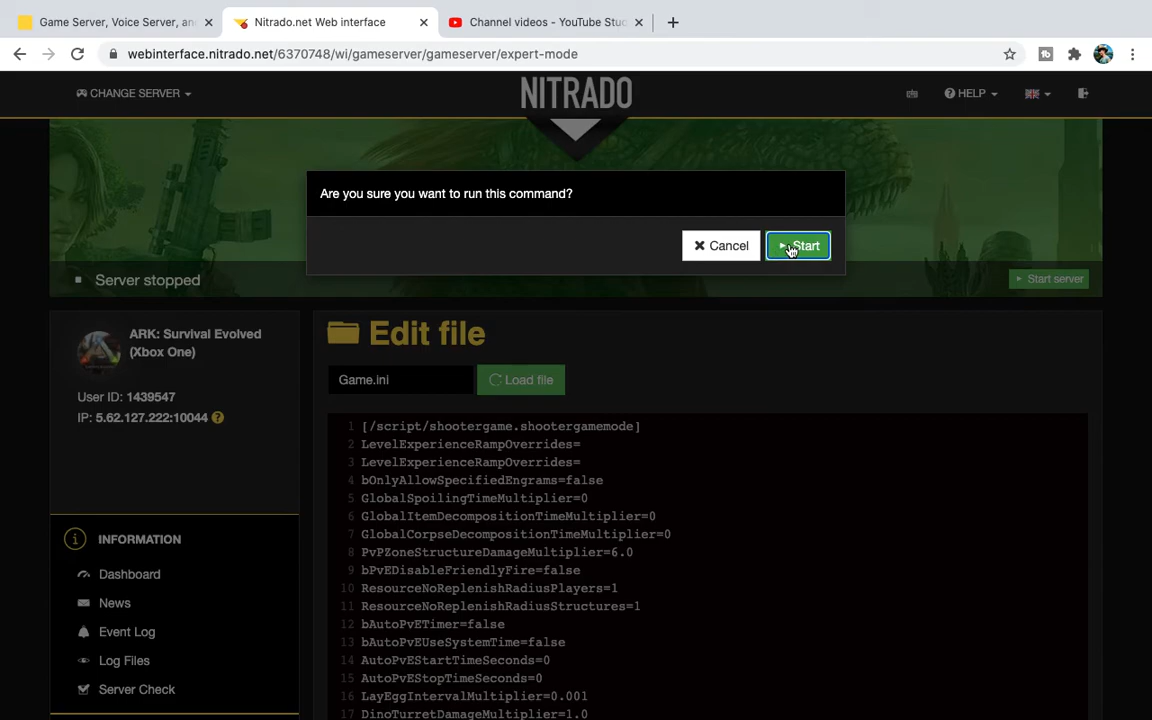 Game Server, Voice Server, an
Nitrado.net Web interface
Channel videos - YouTube Stud
webinterface.nitrado.net/6370748/wi/gameserver/gameserver/expert-mode
CHANGE SERVER
NITRADO
HELP
Are you sure you want to run this command?
Cancel
Start
Server stopped
Start server
ARK: Survival Evolved
(Xbox One)
User ID: 1439547
IP: 5.62.127.222:10044
Edit file
Game.ini
Load file
1 [/script/shootergame.shootergamemode]
2 LevelExperienceRampOverrides=
3 LevelExperienceRampOverrides=
4 bOnlyAllowSpecifiedEngrams=false
5 GlobalSpoilingTimeMultiplier=0
6 GlobalItemDecompositionTimeMultiplier=0
7 GlobalCorpseDecompositionTimeMultiplier=0
8 PvPZoneStructureDamageMultiplier=6.0
9 bPvEDisableFriendlyFire=false
10 ResourceNoReplenishRadiusPlayers=1
11 ResourceNoReplenishRadiusStructures=1
12 bAutoPvETimer=false
13 bAutoPvEUseSystemTime=false
14 AutoPvEStartTimeSeconds=0
15 AutoPvEStopTimeSeconds=0
16 LayEggIntervalMultiplier=0.001
17 DinoTurretDamageMultiplier=1.0
INFORMATION
Dashboard
News
Event Log
Log Files
Server Check